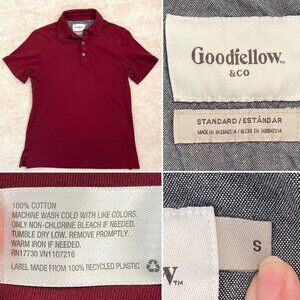 Goodfellow™
& CO
STANDARD / ESTÁNDAR
MADE IN INDONESIA / HECHO EN INDONESIA
100% COTTON
MACHINE WASH COLD WITH LIKE COLORS.
ONLY NON-CHLORINE BLEACH IF NEEDED.
TUMBLE DRY LOW. REMOVE PROMPTLY.
WARM IRON IF NEEDED.
RN17730 VN1107216
LABEL MADE FROM 100% RECYCLED PLASTIC
W™
S